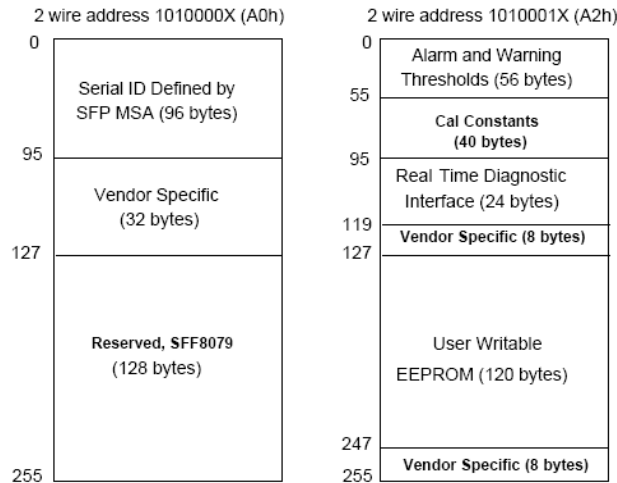 2 wire address 1010000X (A0h)
0
Serial ID Defined by
SFP MSA (96 bytes)
95
Vendor Specific
(32 bytes)
127
Reserved, SFF8079
(128 bytes)
255
2 wire address 1010001X (A2h)
0
Alarm and Warning
Thresholds (56 bytes)
55
Cal Constants
(40 bytes)
95
Real Time Diagnostic
Interface (24 bytes)
119
Vendor Specific (8 bytes)
127
User Writable
EEPROM (120 bytes)
247
Vendor Specific (8 bytes)
255